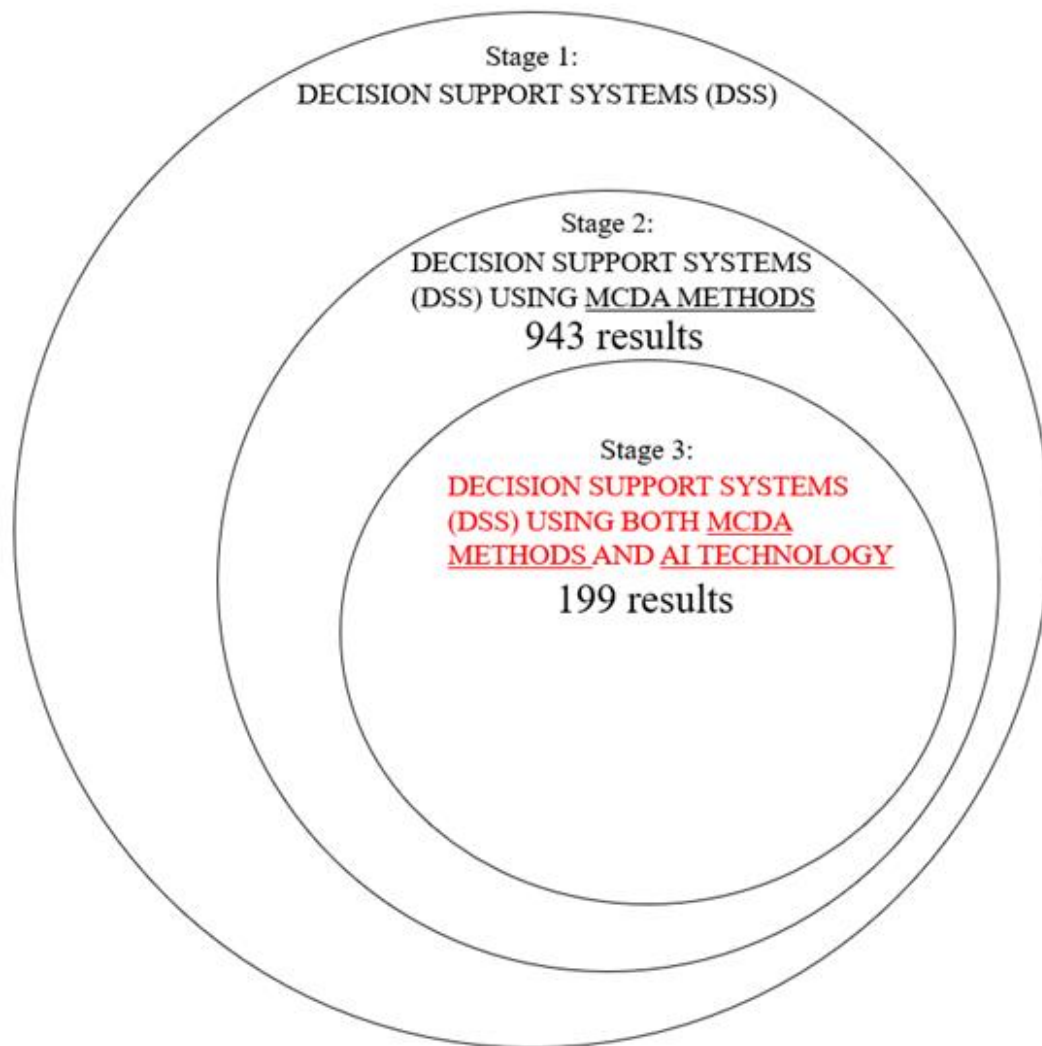 Stage 1:
DECISION SUPPORT SYSTEMS (DSS)
Stage 2:
DECISION SUPPORT SYSTEMS
(DSS) USING MCDA METHODS
943 results
Stage 3:
DECISION SUPPORT SYSTEMS
(DSS) USING BOTH MCDA
METHODS AND AI TECHNOLOGY
199 results